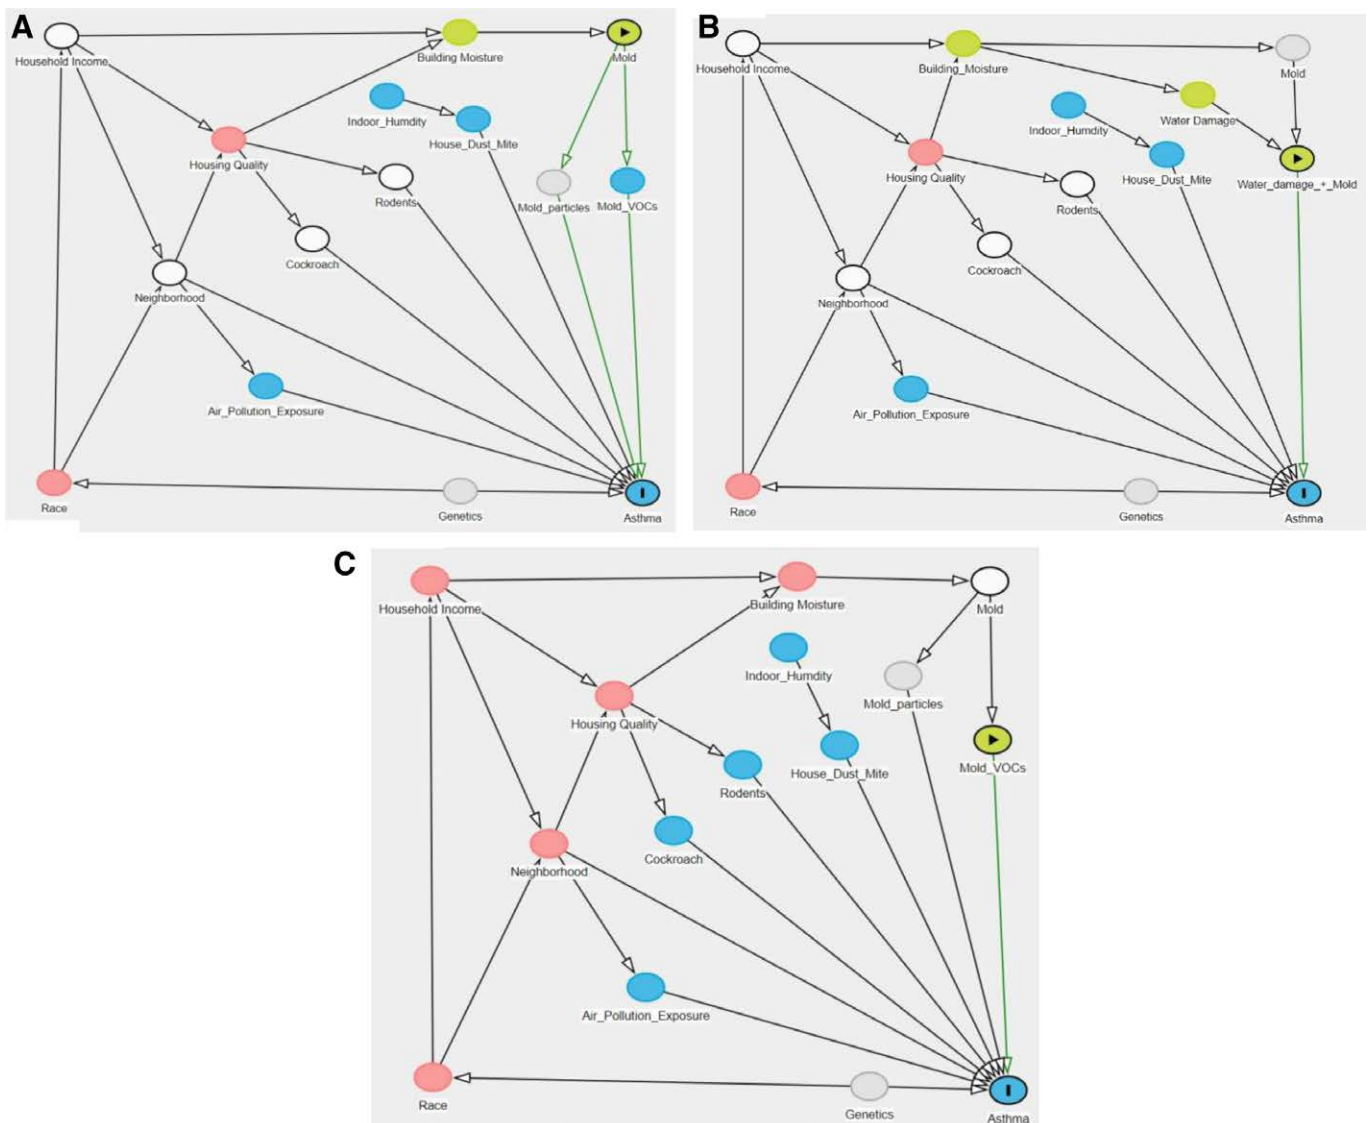 A
Household Income
Building Moisture
Mold
Indoor_Humdity
House_Dust_Mite
Housing Quality
Rodents
Mold_particles
Mold_VOCs
Cockroach
Neighborhood
Air_Pollution_Exposure
Race
Genetics
Asthma
B
Household Income
Building_Moisture
Mold
Water Damage
Indoor_Humdity
House_Dust_Mite
Water_damage_+_Mold
Housing Quality
Rodents
Cockroach
Neighborhood
Air_Pollution_Exposure
Race
Genetics
Asthma
C
Household Income
Building Moisture
Mold
Indoor_Humdity
Mold_particles
Housing Quality
House_Dust_Mite
Mold_VOCs
Rodents
Cockroach
Neighborhood
Air_Pollution_Exposure
Race
Genetics
Asthma